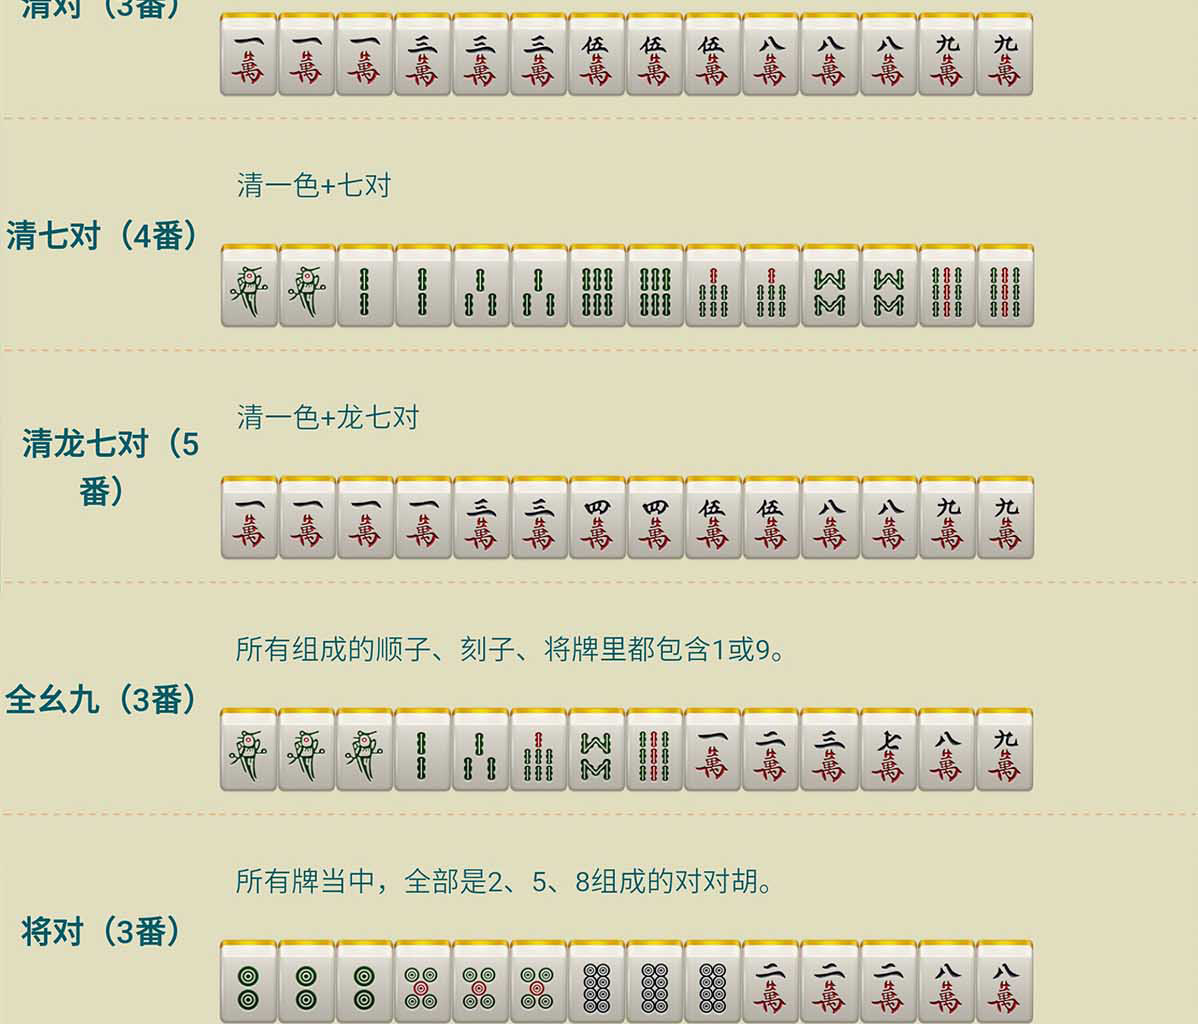 清对（3番）
一萬 一萬 一萬 三萬 三萬 三萬 伍萬 伍萬 伍萬 八萬 八萬 八萬 九萬 九萬
清一色+七对
清七对（4番）
清一色+龙七对
清龙七对（5
番）
一萬 一萬 一萬 一萬 三萬 三萬 四萬 四萬 伍萬 伍萬 八萬 八萬 九萬 九萬
所有组成的顺子、刻子、将牌里都包含1或9。
全幺九（3番）
一萬 二萬 三萬 七萬 八萬 九萬
所有牌当中，全部是2、5、8组成的对对胡。
将对（3番）
二萬 二萬 二萬 八萬 八萬